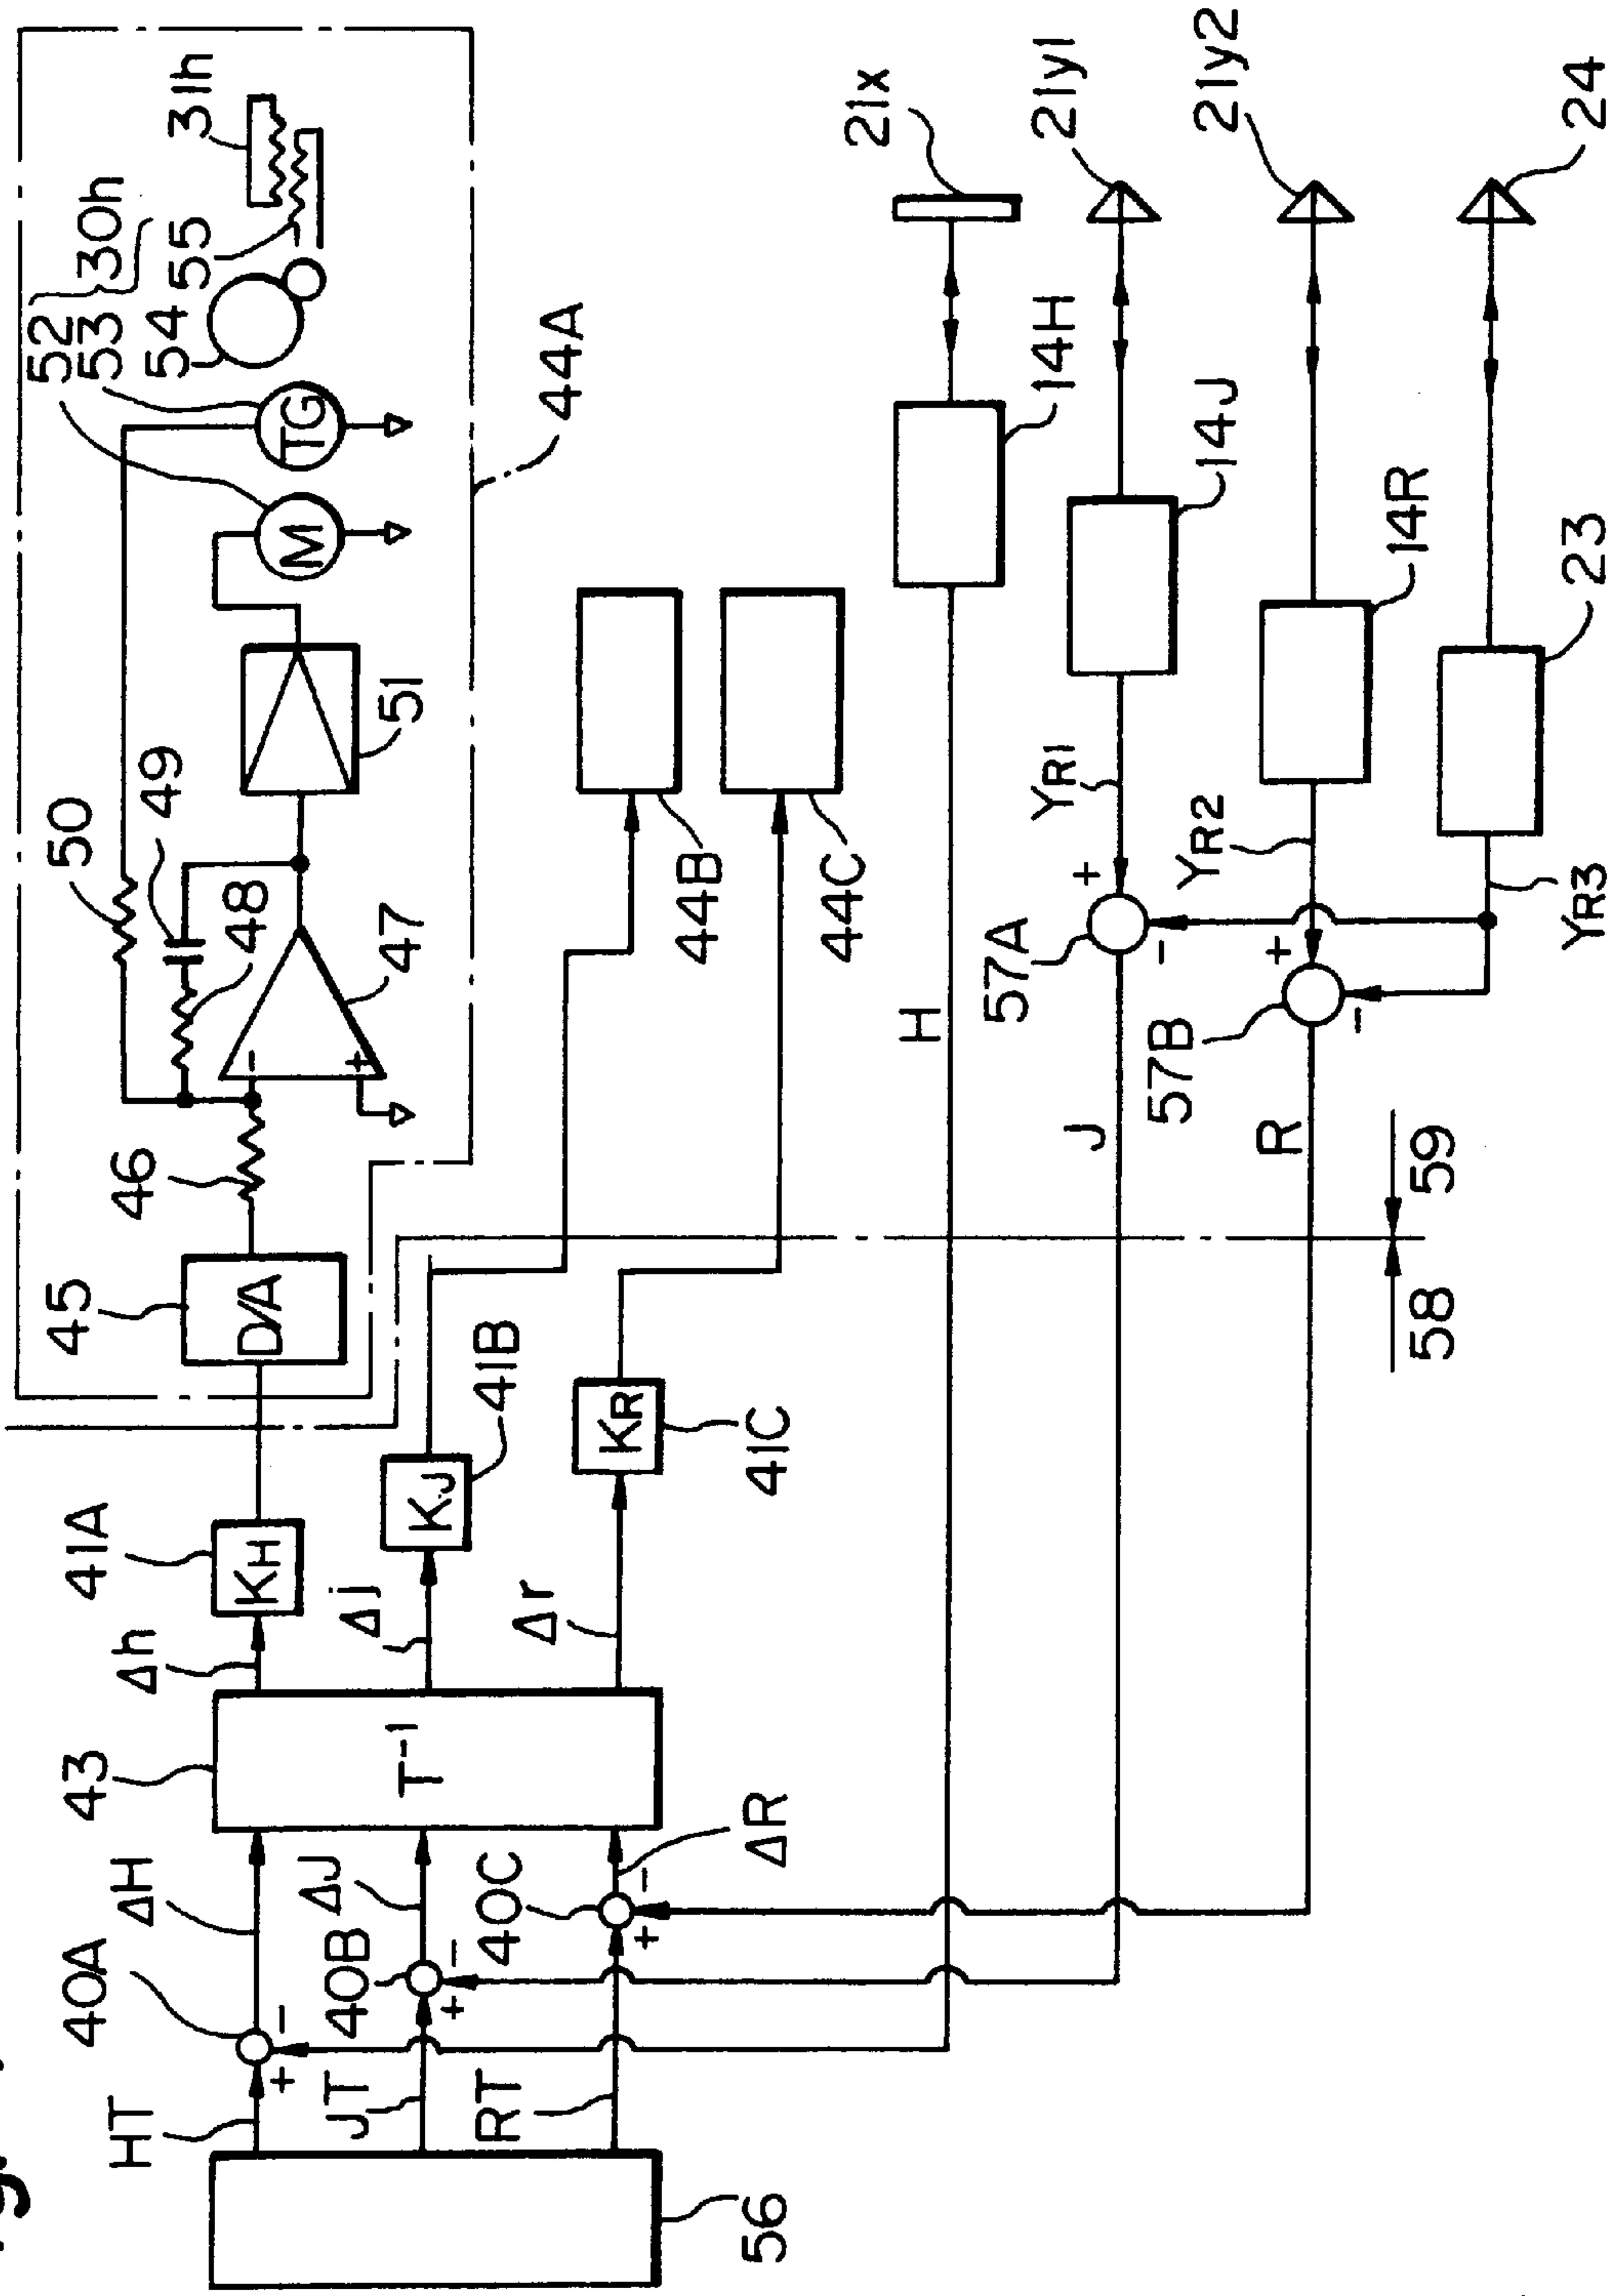 56
HT
JT
RT
40A
+
-
40B
+
-
40C
+
-
ΔH
ΔJ
ΔR
43
T-1
Δh
Δj
Δr
41A
KH
41B
KJ
41C
KR
45
D/A
46
47
-
+
48
49
50
51
52
53
30h
54
55
M
TG
31h
44A
44B
44C
H
J
R
58
59
57A
+
-
57B
+
-
YR1
YR2
YR3
14H
14J
14R
23
21x
21y1
21y2
24